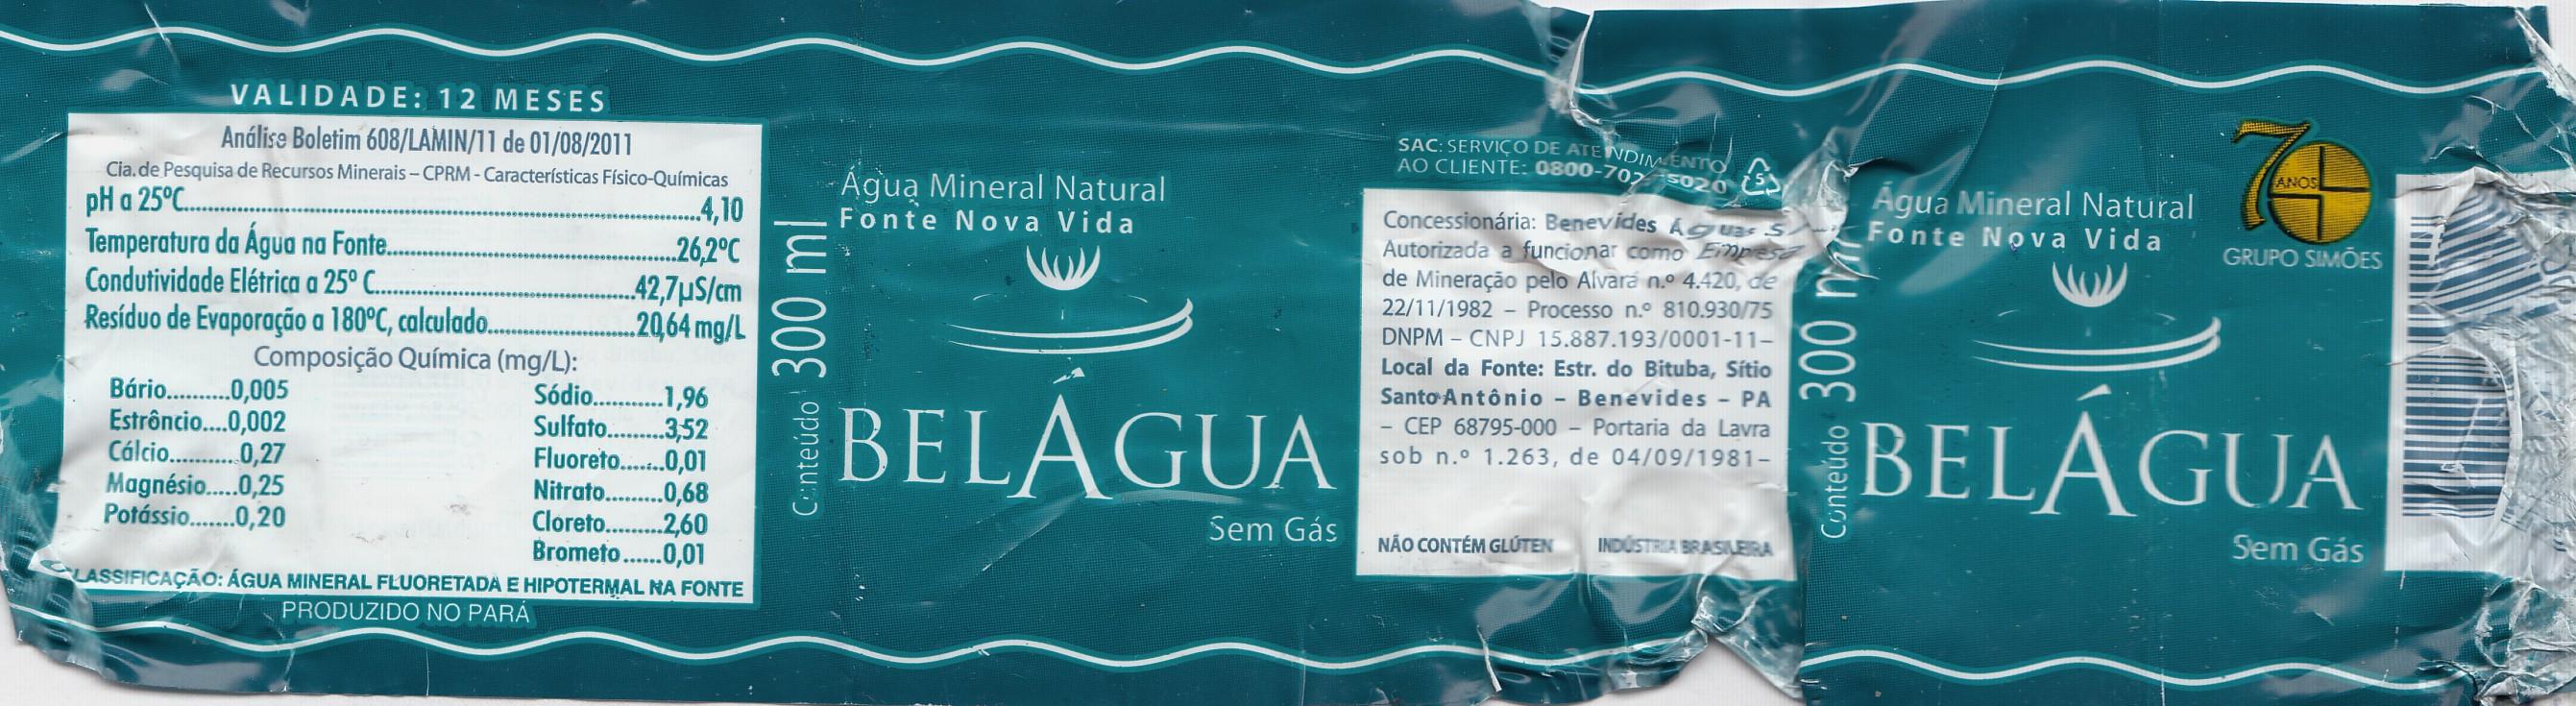 VALIDADE: 12 MESES
Análise Boletim 608/LAMIN/11 de 01/08/2011
Cia. de Pesquisa de Recursos Minerais – CPRM - Características Físico-Químicas
pH a 25ºC...4,10
Temperatura da Água na Fonte...26,2ºC
Condutividade Elétrica a 25º C...42,7µS/cm
Resíduo de Evaporação a 180ºC, calculado...20,64 mg/L
Composição Química (mg/L):
Bário..........0,005
Estrôncio....0,002
Cálcio...........0,27
Magnésio.....0,25
Potássio.......0,20
Sódio...........1,96
Sulfato.........3,52
Fluoreto.......0,01
Nitrato.........0,68
Cloreto.........2,60
Brometo......0,01
CLASSIFICAÇÃO: ÁGUA MINERAL FLUORETADA E HIPOTERMAL NA FONTE
PRODUZIDO NO PARÁ
Conteúdo 300 ml
Água Mineral Natural
Fonte Nova Vida
BELÁGUA
Sem Gás
SAC: SERVIÇO DE ATENDIMENTO
AO CLIENTE: 0800-707 5020
5
Concessionária: Benevides Águas S/
Autorizada a funcionar como Empresa
de Mineração pelo Alvará n.º 4.420, de
22/11/1982 – Processo n.º 810.930/75
DNPM – CNPJ 15.887.193/0001-11–
Local da Fonte: Estr. do Bituba, Sítio
Santo Antônio – Benevides – PA
– CEP 68795-000 – Portaria da Lavra
sob n.º 1.263, de 04/09/1981–
NÃO CONTÉM GLÚTEN INDÚSTRIA BRASILEIRA
Conteúdo 300 ml
Água Mineral Natural
Fonte Nova Vida
BELÁGUA
Sem Gás
70 ANOS
GRUPO SIMÕES